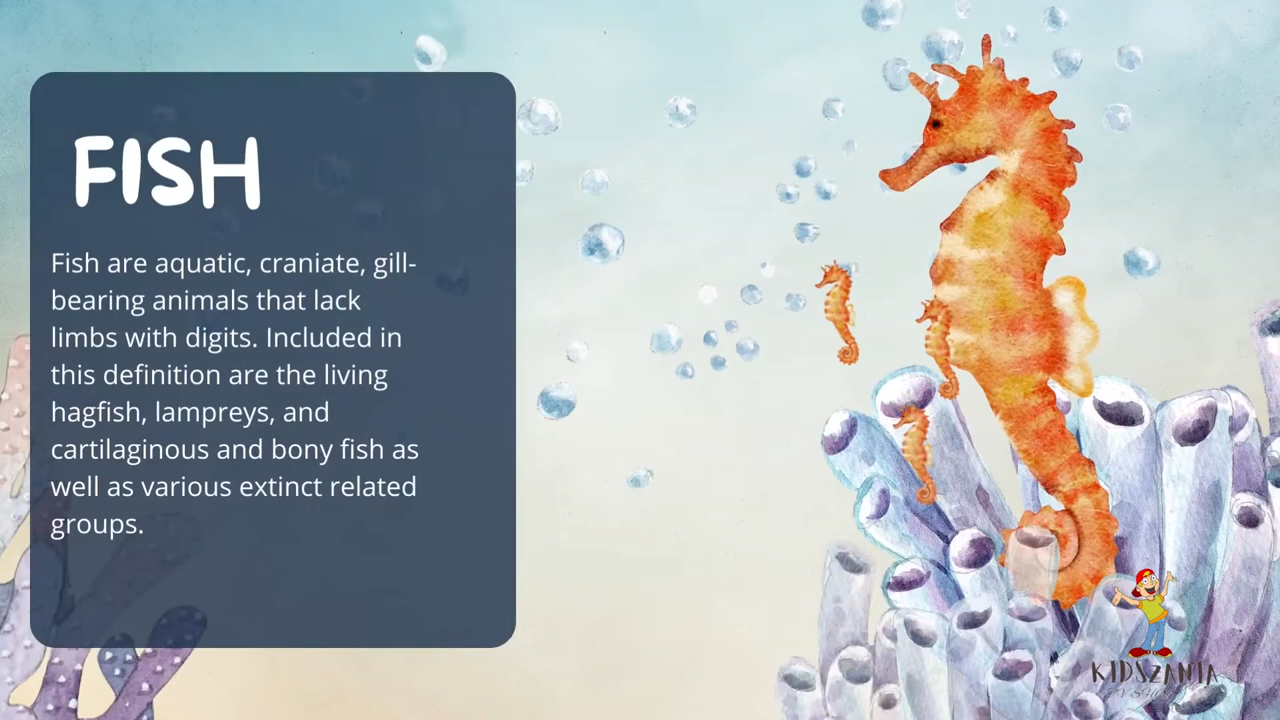 FISH
Fish are aquatic, craniate, gill-
bearing animals that lack
limbs with digits. Included in
this definition are the living
hagfish, lampreys, and
cartilaginous and bony fish as
well as various extinct related
groups.
KIDSZANIA